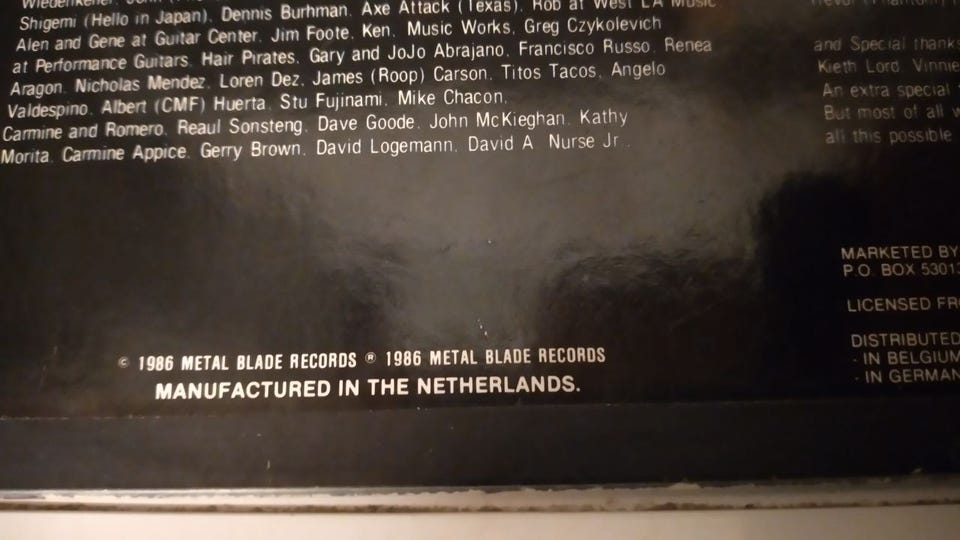 Shigemi (Hello in Japan), Dennis Burhman, Axe Attack (Texas), Rob at West LA Music
Alen and Gene at Guitar Center, Jim Foote, Ken, Music Works, Greg Czykolevich
at Performance Guitars, Hair Pirates, Gary and JoJo Abrajano, Francisco Russo, Renea
Aragon, Nicholas Mendez, Loren Dez, James (Roop) Carson, Titos Tacos, Angelo
Valdespino, Albert (CMF) Huerta, Stu Fujinami, Mike Chacon,
Carmine and Romero, Reaul Sonsteng, Dave Goode, John McKieghan, Kathy
Morita, Carmine Appice, Gerry Brown, David Logemann, David A. Nurse Jr..
and Special thanks
Kieth Lord, Vinnie
An extra special
But most of all
all this possible
MARKETED BY
P.O. BOX 53013
LICENSED FR
DISTRIBUTED
- IN BELGIUM
- IN GERMAN
© 1986 METAL BLADE RECORDS ® 1986 METAL BLADE RECORDS
MANUFACTURED IN THE NETHERLANDS.